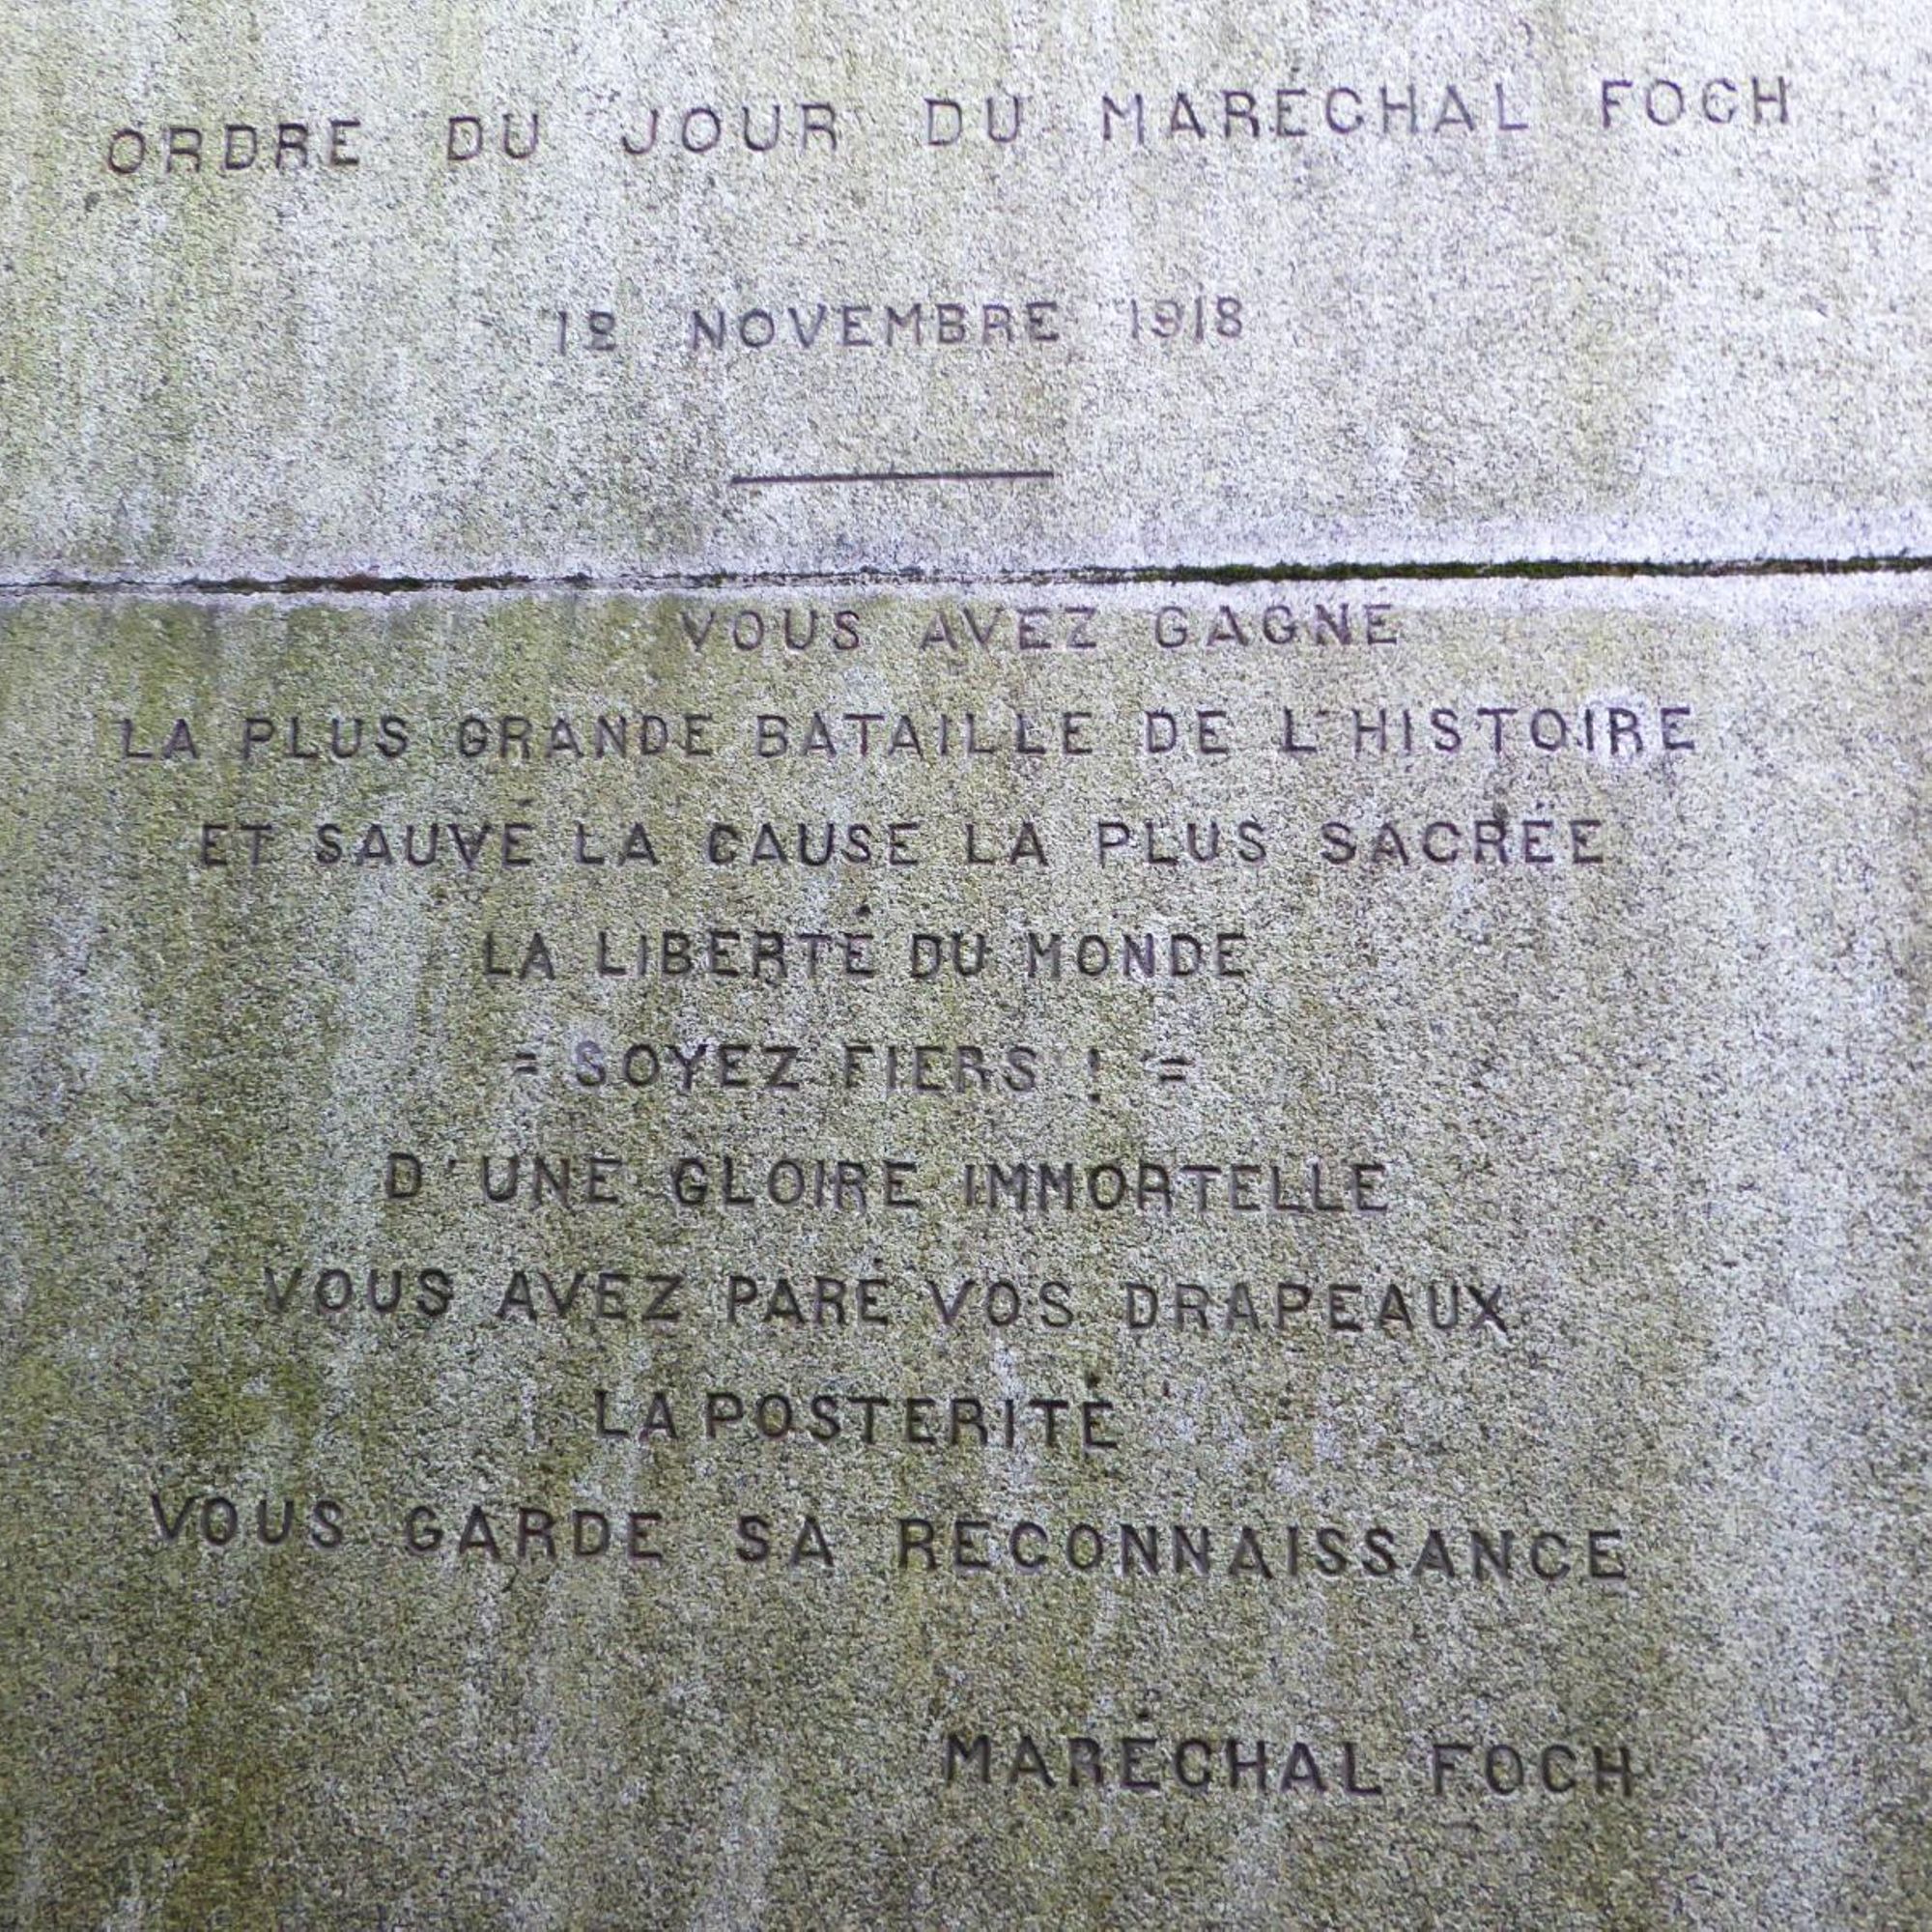 ORDRE DU JOUR DU MARÉCHAL FOCH
12 NOVEMBRE 1918
VOUS AVEZ GAGNE
LA PLUS GRANDE BATAILLE DE L'HISTOIRE
ET SAUVÉ LA CAUSE LA PLUS SACRÉE
LA LIBERTÉ DU MONDE
= SOYEZ FIERS ! =
D'UNE GLOIRE IMMORTELLE
VOUS AVEZ PARÉ VOS DRAPEAUX
LA POSTERITÉ
VOUS GARDE SA RECONNAISSANCE
MARÉCHAL FOCH